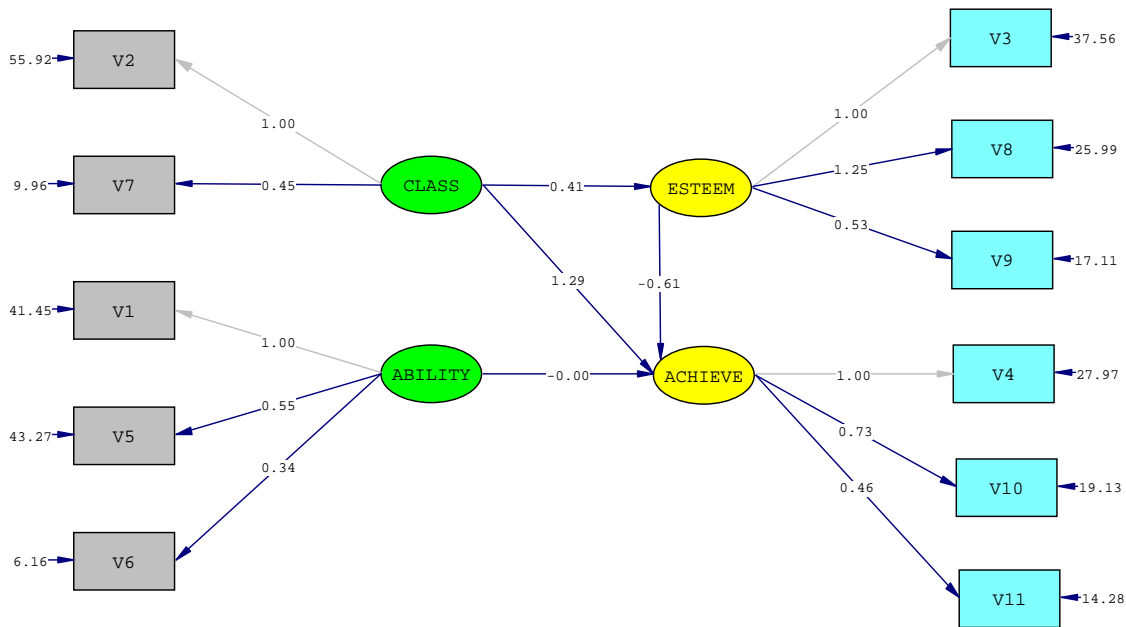 V3
37.56
55.92
V2
1.00
1.00
V8
25.99
1.25
9.96
V7
0.45
CLASS
0.41
ESTEEM
0.53
V9
17.11
1.29
-0.61
41.45
V1
1.00
ABILITY
-0.00
ACHIEVE
1.00
V4
27.97
0.55
43.27
V5
0.73
0.34
0.46
V10
19.13
6.16
V6
V11
14.28